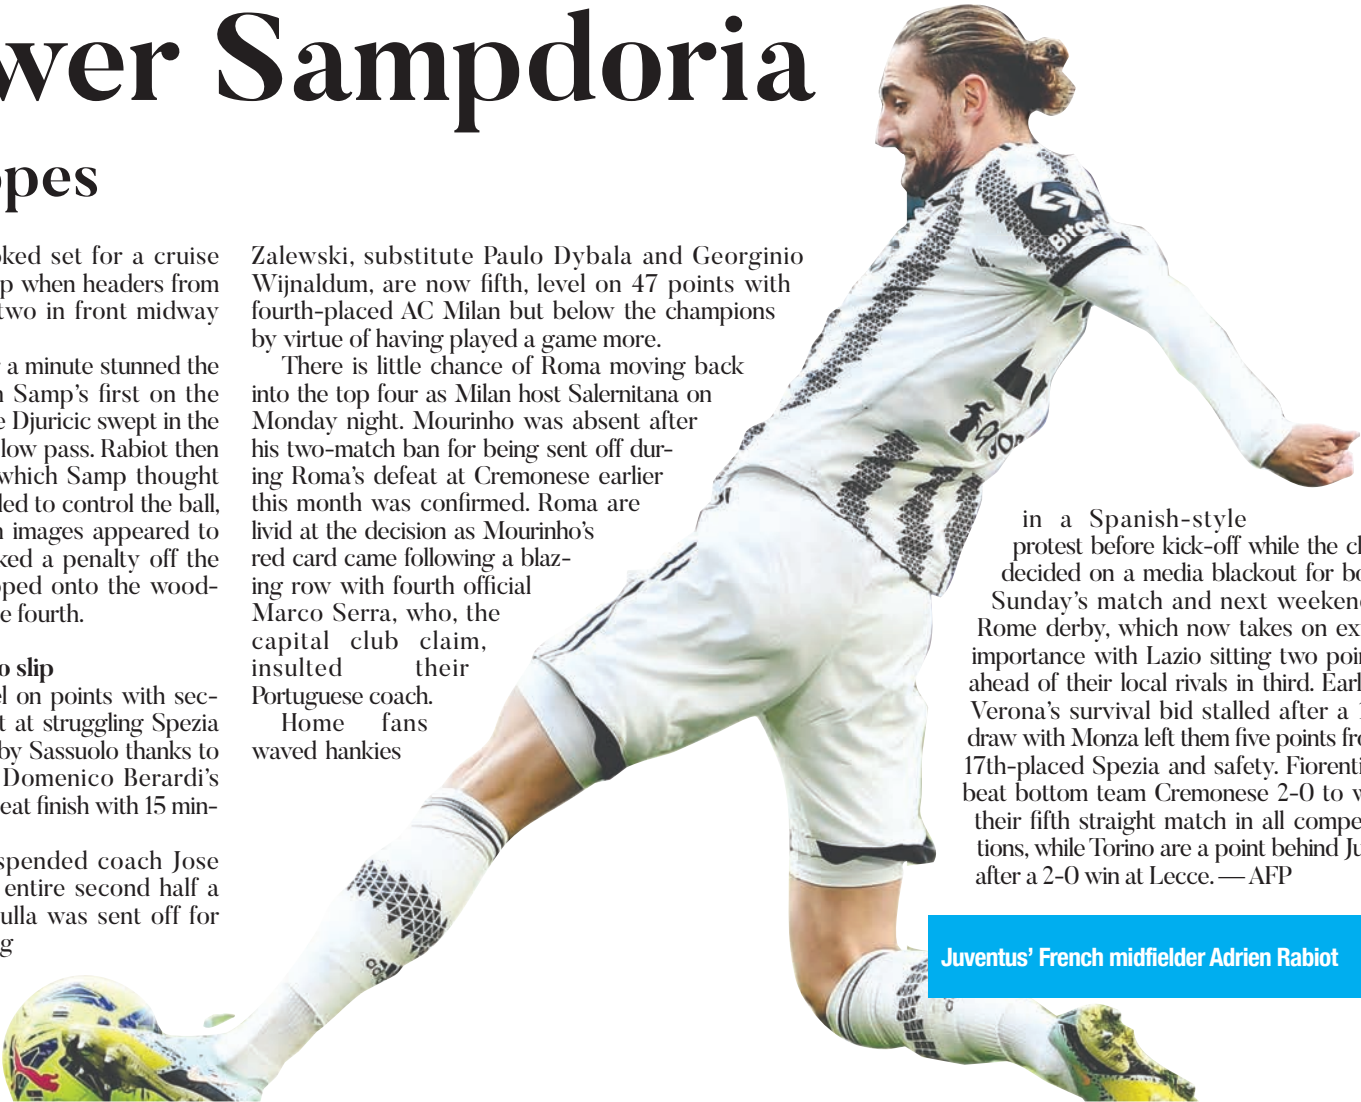 wer Sampdoria
opes
oked set for a cruise
p when headers from
two in front midway
a minute stunned the
Samp's first on the
e Djuricic swept in the
low pass. Rabiot then
which Samp thought
led to control the ball,
images appeared to
ked a penalty off the
pped onto the wood-
e fourth.
o slip
el on points with sec-
t at struggling Spezia
by Sassuolo thanks to
Domenico Berardi's
eat finish with 15 min-
spended coach Jose
entire second half a
ulla was sent off for
g
Zalewski, substitute Paulo Dybala and Georginio
Wijnaldum, are now fifth, level on 47 points with
fourth-placed AC Milan but below the champions
by virtue of having played a game more.
There is little chance of Roma moving back
into the top four as Milan host Salernitana on
Monday night. Mourinho was absent after
his two-match ban for being sent off dur-
ing Roma's defeat at Cremonese earlier
this month was confirmed. Roma are
livid at the decision as Mourinho's
red card came following a blaz-
ing row with fourth official
Marco Serra, who, the
capital club claim,
insulted their
Portuguese coach.
Home fans
waved hankies
in a Spanish-style
protest before kick-off while the cl
decided on a media blackout for bo
Sunday's match and next weeken
Rome derby, which now takes on ex
importance with Lazio sitting two poi
ahead of their local rivals in third. Earl
Verona's survival bid stalled after a 1
draw with Monza left them five points fr
17th-placed Spezia and safety. Fiorenti
beat bottom team Cremonese 2-0 to w
their fifth straight match in all compe
tions, while Torino are a point behind Ju
after a 2-0 win at Lecce. — AFP
Juventus' French midfielder Adrien Rabiot